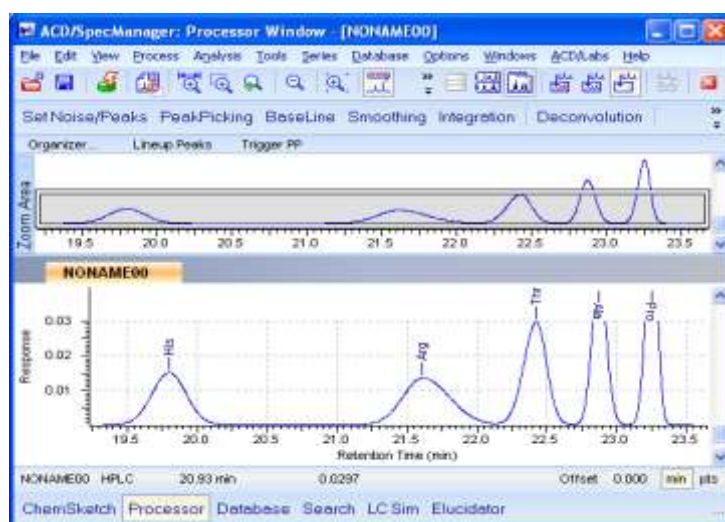 ACD/SpecManager: Processor Window - [NONAME00]
File Edit View Process Analysis Tools Series Database Options Windows ACD/Labs Help
Set Noise/Peaks PeakPicking BaseLine Smoothing Integration Deconvolution
Organizer... Lineup Peaks Trigger PP
Zoom Area
19.5 20.0 20.5 21.0 21.5 22.0 22.5 23.0 23.5
NONAME00
Response
0.03
0.02
0.01
His
Arg
Thr
Ala
Pro
19.5 20.0 20.5 21.0 21.5 22.0 22.5 23.0 23.5
Retention Time (min)
NONAME00 HPLC 20.93 min 0.0297 Offset 0.000 min pts
ChemSketch Processor Database Search LC Sim Elucidator